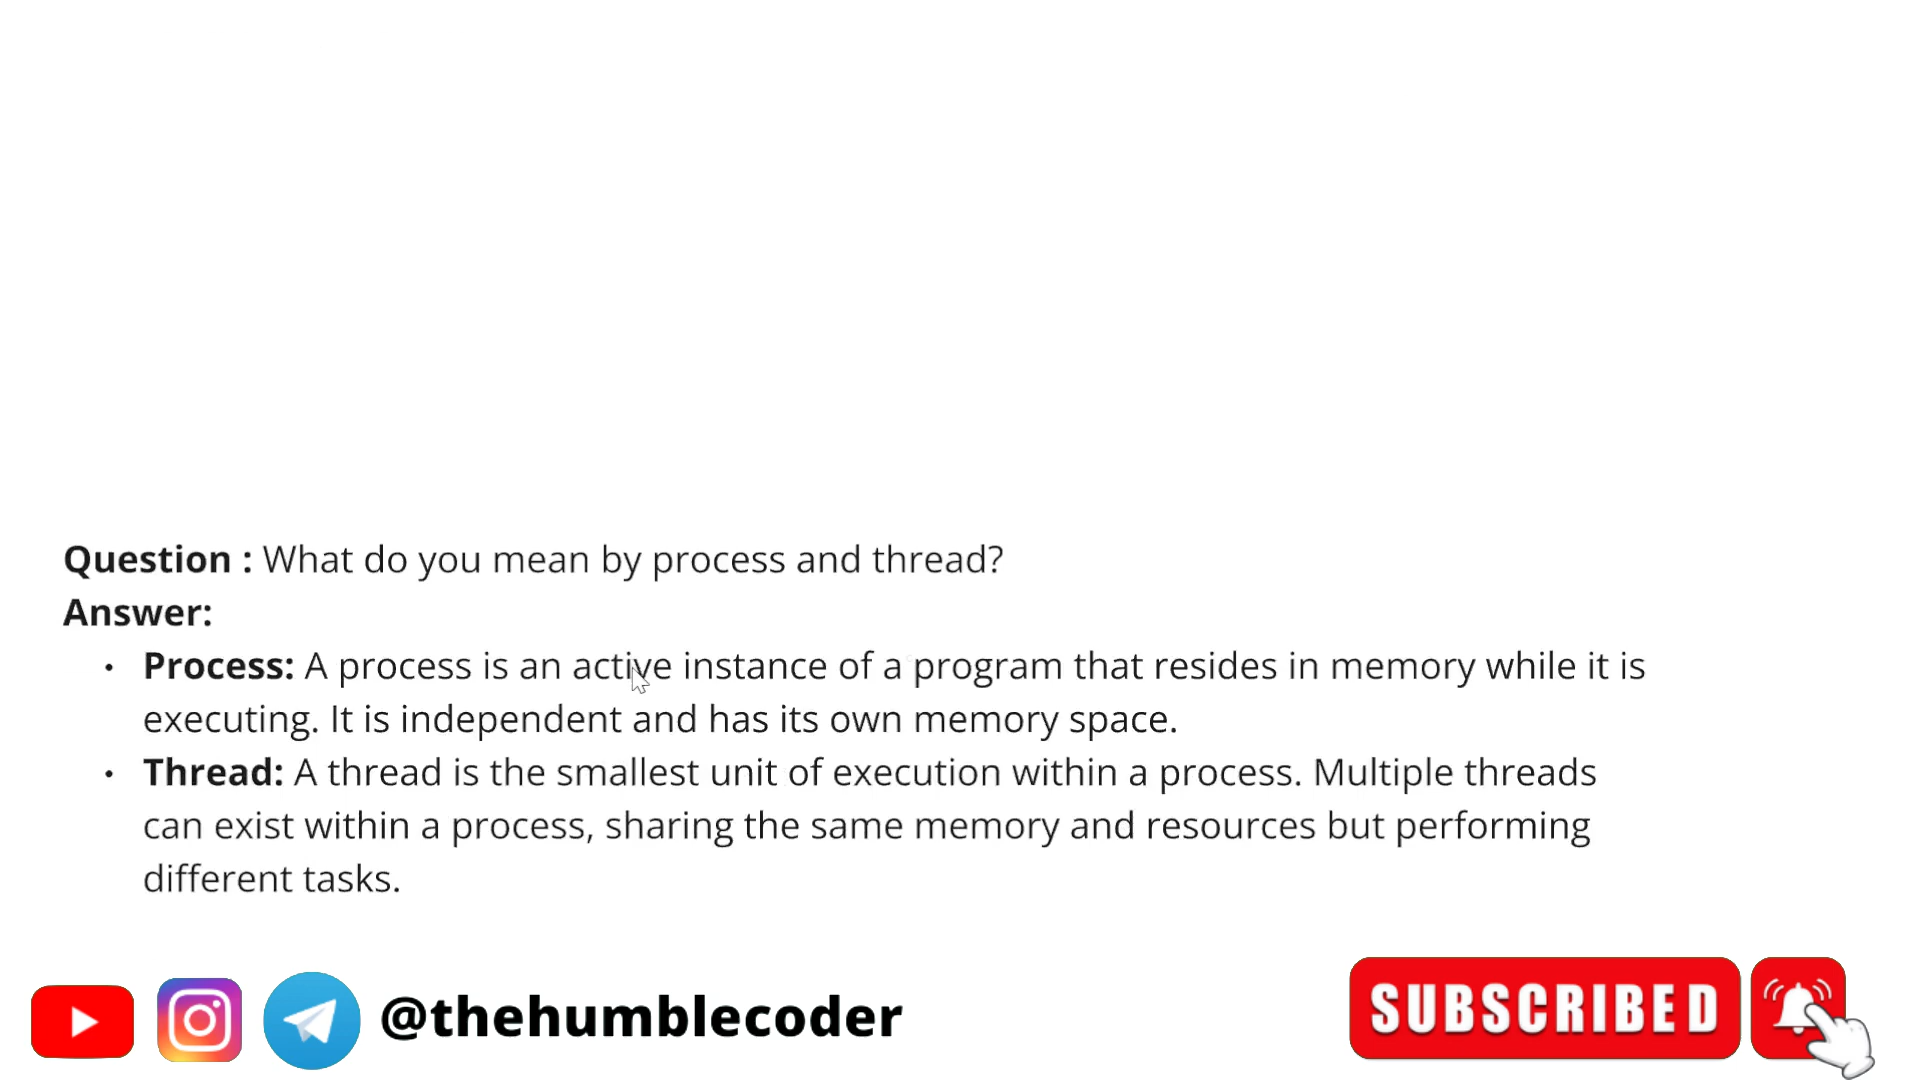 Question : What do you mean by process and thread?
Answer:
• Process: A process is an active instance of a program that resides in memory while it is
executing. It is independent and has its own memory space.
• Thread: A thread is the smallest unit of execution within a process. Multiple threads
can exist within a process, sharing the same memory and resources but performing
different tasks.
@thehumblecoder
SUBSCRIBED